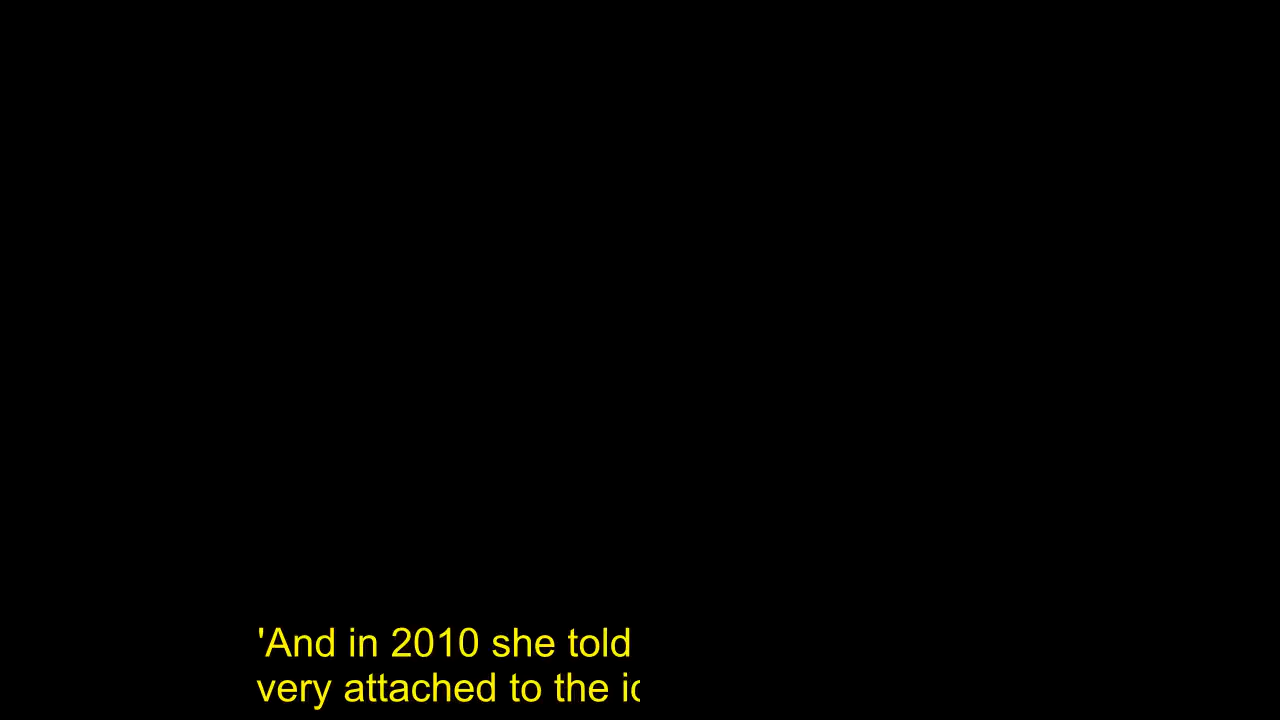 'And in 2010 she told
very attached to the